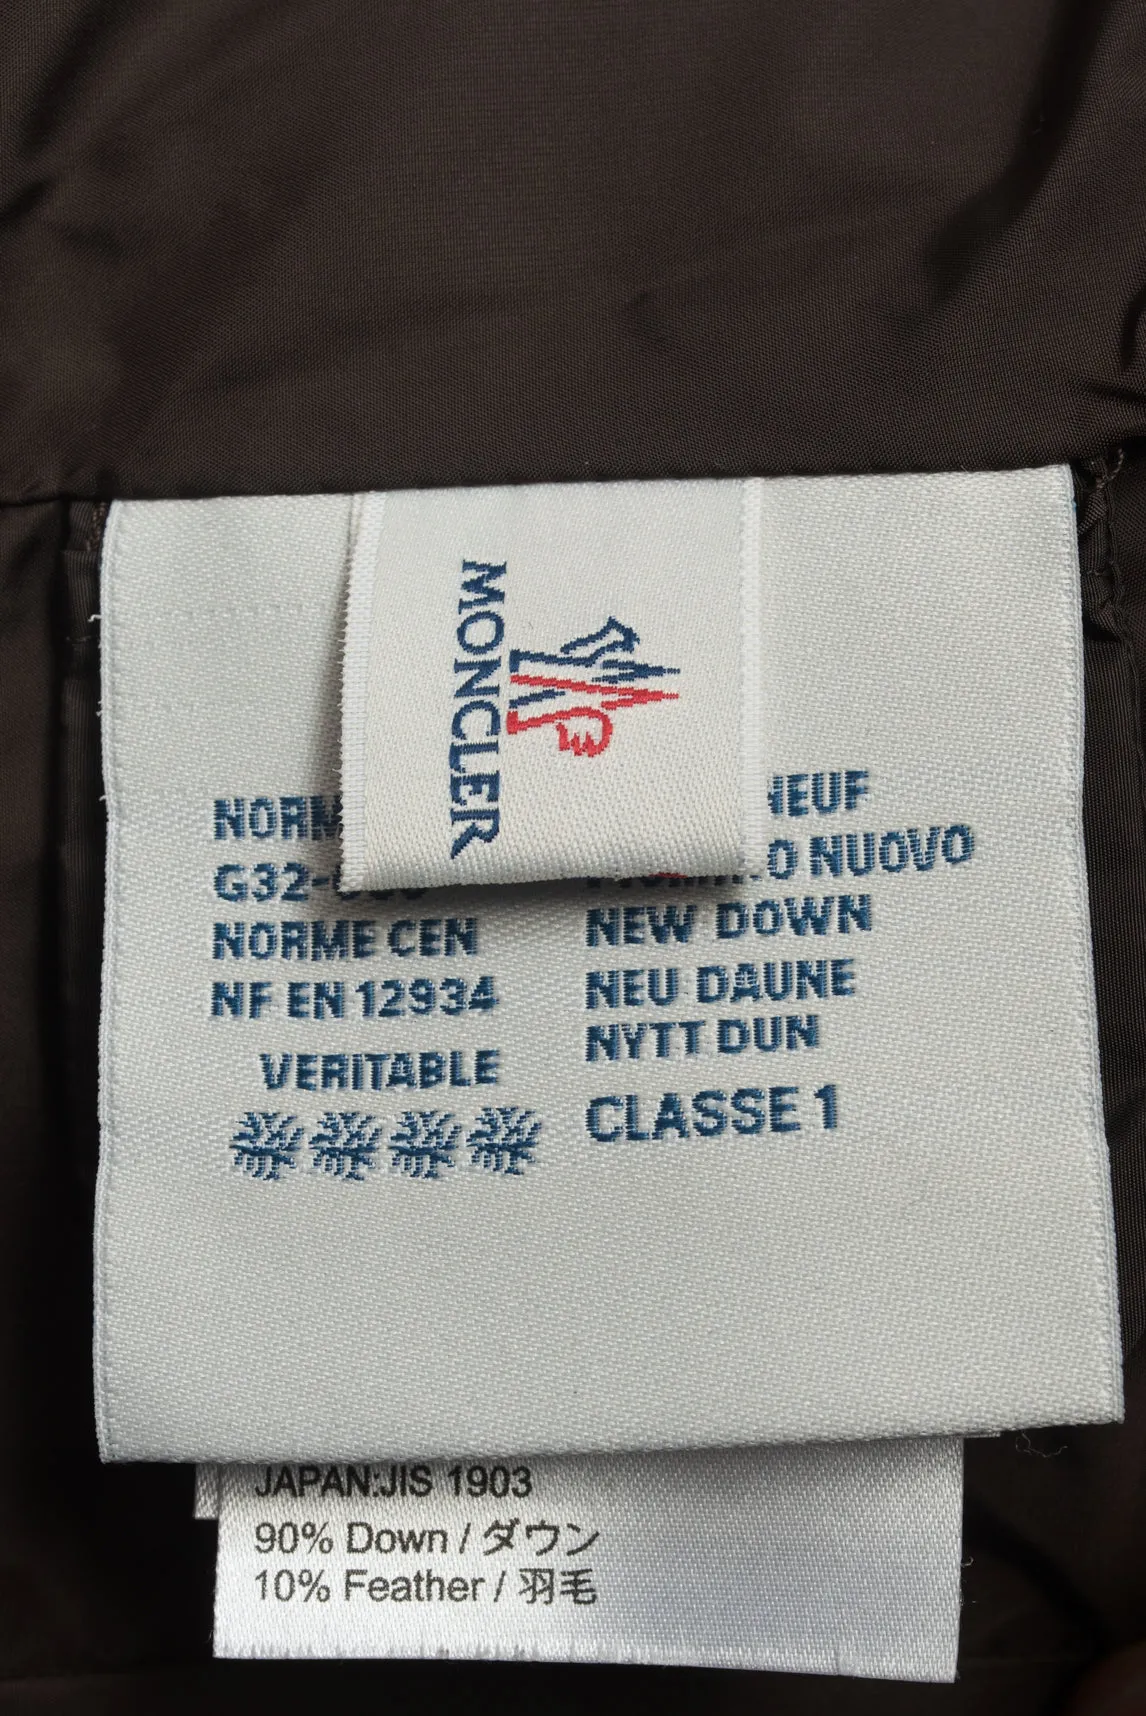 MONCLER
NORM
G32-
NORME CEN
NF EN 12934
VERITABLE
NEUF
O NUOVO
NEW DOWN
NEU DAUNE
NYTT DUN
CLASSE 1
JAPAN:JIS 1903
90% Down / ダウン
10% Feather / 羽毛